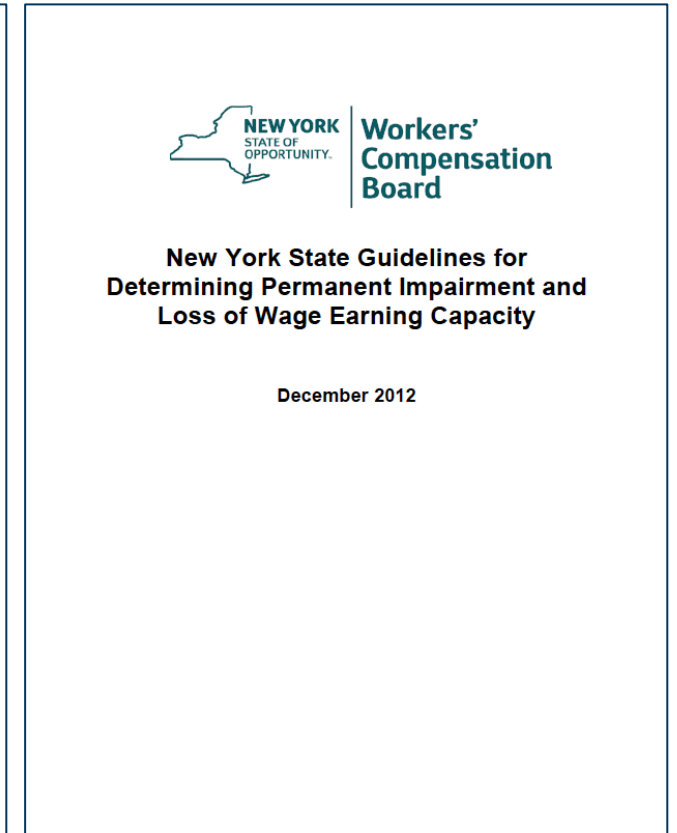 NEW YORK
STATE OF
OPPORTUNITY.
Workers'
Compensation
Board
New York State Guidelines for
Determining Permanent Impairment and
Loss of Wage Earning Capacity
December 2012